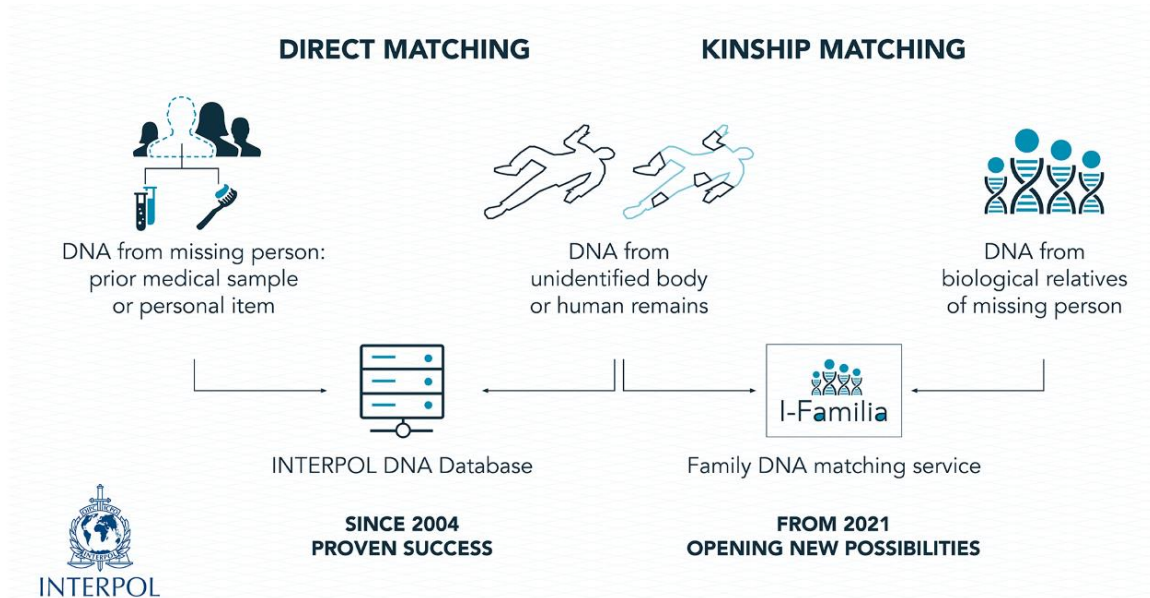 DIRECT MATCHING
KINSHIP MATCHING
DNA from missing person:
prior medical sample
or personal item
DNA from
unidentified body
or human remains
DNA from
biological relatives
of missing person
I-Familia
INTERPOL DNA Database
Family DNA matching service
SINCE 2004
PROVEN SUCCESS
FROM 2021
OPENING NEW POSSIBILITIES
INTERPOL